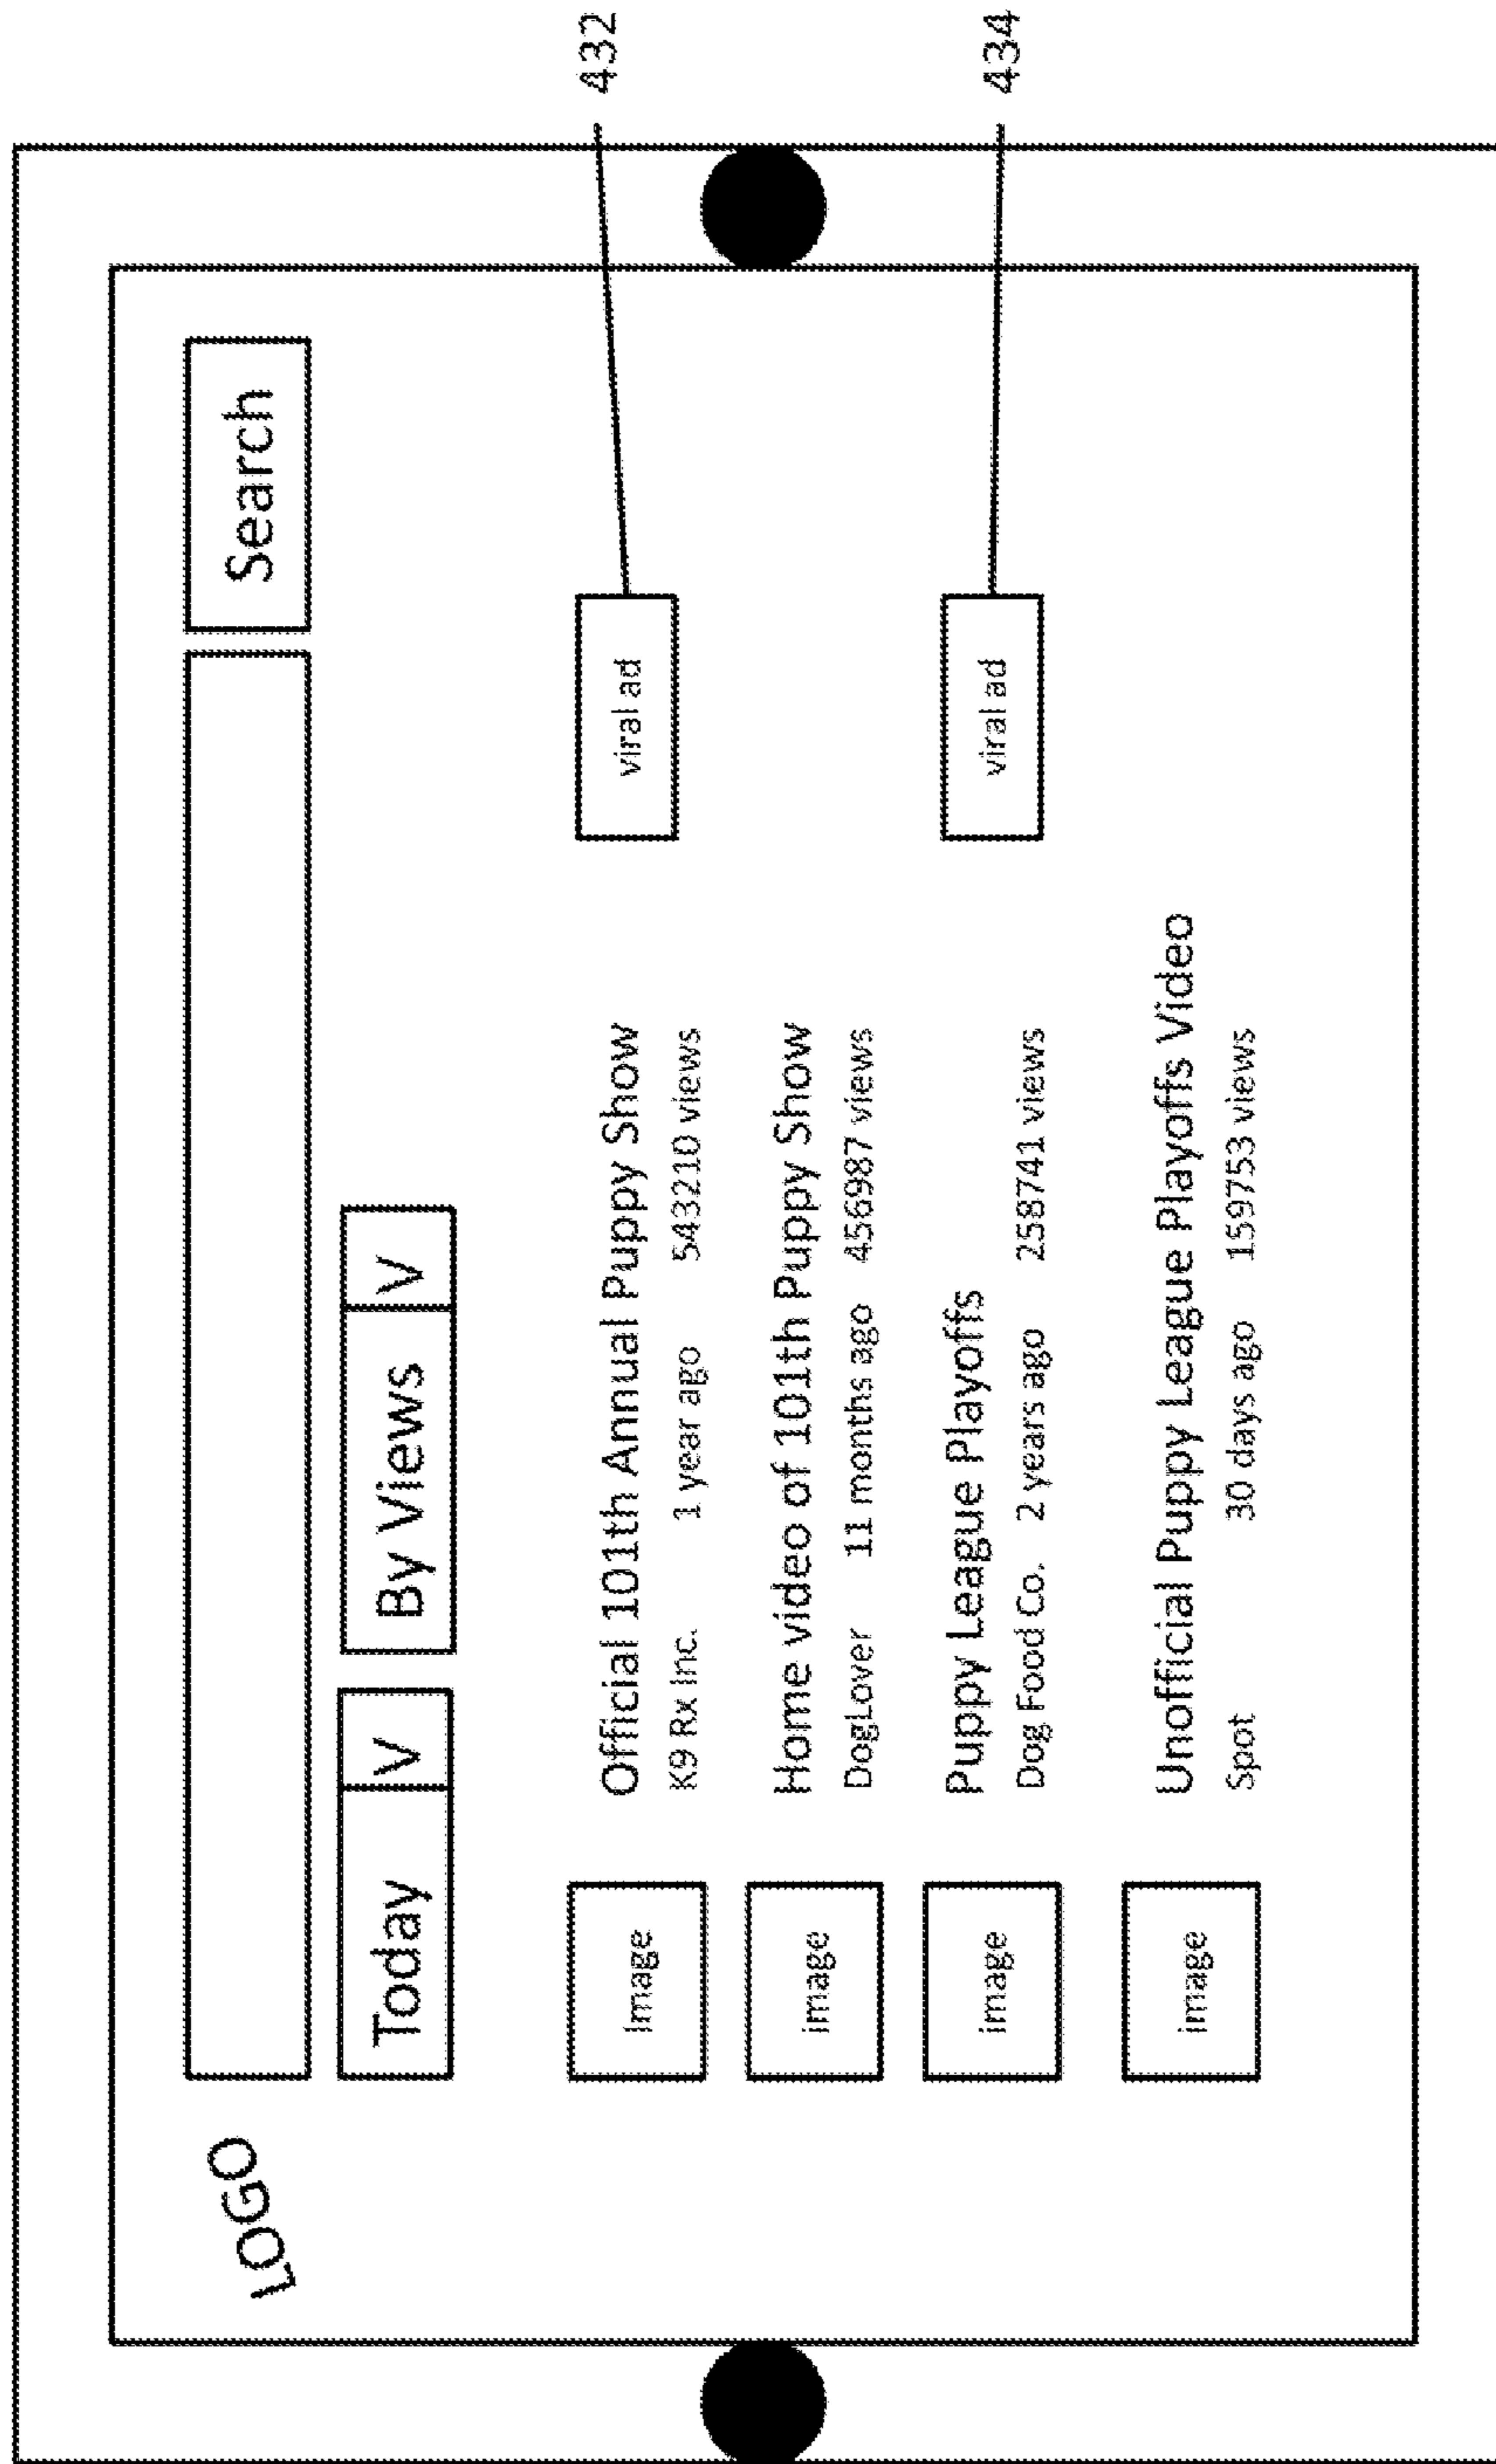 LOGO
Search
Today V By Views V
Image
Official 101th Annual Puppy Show
K9 Rx Inc. 1 year ago 543210 views
viral ad
432
image
Home video of 101th Puppy Show
DogLover 11 months ago 456987 views
image
Puppy League Playoffs
Dog Food Co. 2 years ago 258741 views
viral ad
434
image
Unofficial Puppy League Playoffs Video
Spot 30 days ago 159753 views